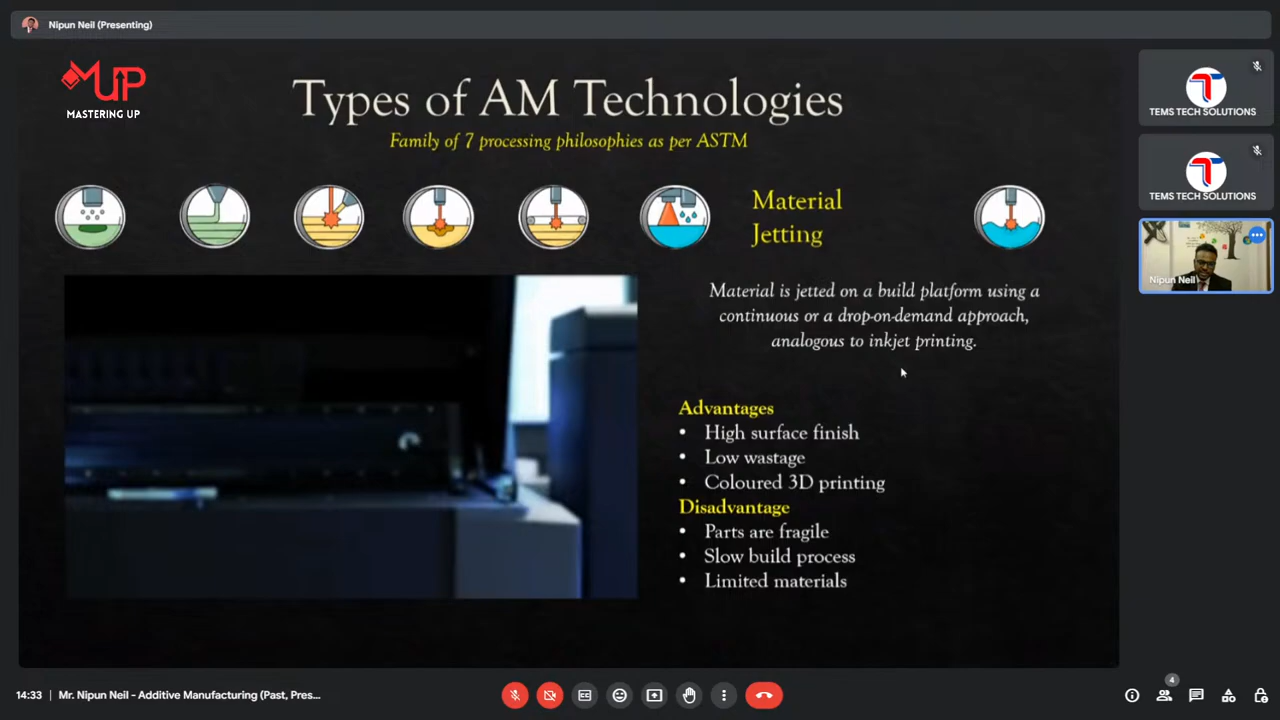 Nipun Neil (Presenting)
MUP
MASTERING UP
Types of AM Technologies
Family of 7 processing philosophies as per ASTM
Material
Jetting
Material is jetted on a build platform using a
continuous or a drop-on-demand approach,
analogous to inkjet printing.
Advantages
• High surface finish
• Low wastage
• Coloured 3D printing
Disadvantage
• Parts are fragile
• Slow build process
• Limited materials
TEMS TECH SOLUTIONS
TEMS TECH SOLUTIONS
Nipun Neil
14:33 | Mr. Nipun Neil - Additive Manufacturing (Past, Pres...
4